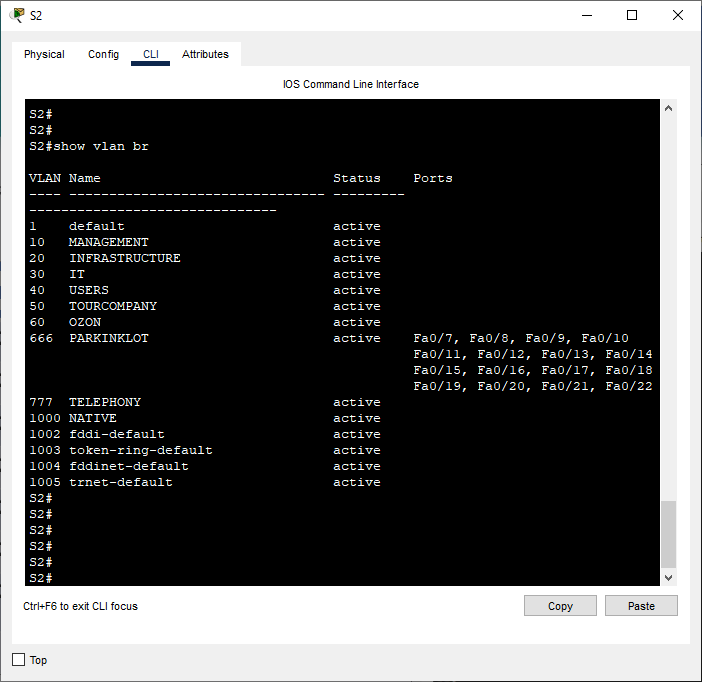 S2
Physical Config CLI Attributes
IOS Command Line Interface
S2#
S2#
S2#show vlan br
VLAN Name                             Status    Ports
---- -------------------------------- ---------
-------------------------------
1    default                          active
10   MANAGEMENT                       active
20   INFRASTRUCTURE                   active
30   IT                               active
40   USERS                            active
50   TOURCOMPANY                      active
60   OZON                             active
666  PARKINKLOT                       active    Fa0/7, Fa0/8, Fa0/9, Fa0/10
                                                Fa0/11, Fa0/12, Fa0/13, Fa0/14
                                                Fa0/15, Fa0/16, Fa0/17, Fa0/18
                                                Fa0/19, Fa0/20, Fa0/21, Fa0/22
777  TELEPHONY                        active
1000 NATIVE                           active
1002 fddi-default                     active
1003 token-ring-default               active
1004 fddinet-default                  active
1005 trnet-default                    active
S2#
S2#
S2#
S2#
S2#
S2#
Ctrl+F6 to exit CLI focus Copy Paste
Top